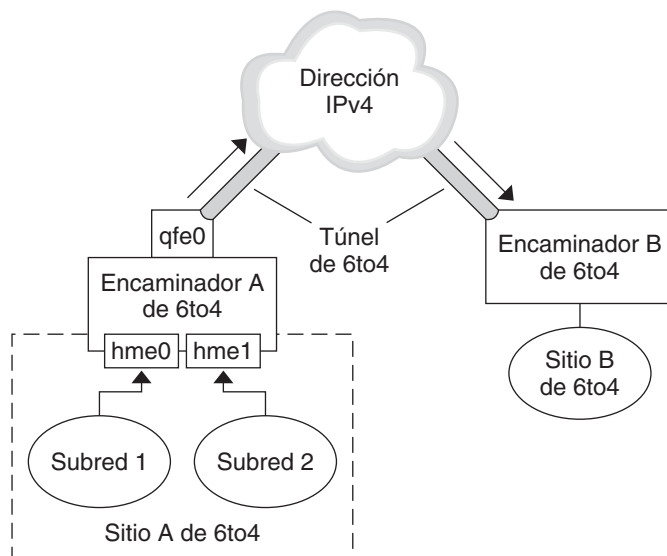 Dirección
IPv4
qfe0
Túnel
de 6to4
Encaminador A
de 6to4
Encaminador B
de 6to4
hme0
hme1
Sitio B
de 6to4
Subred 1
Subred 2
Sitio A de 6to4